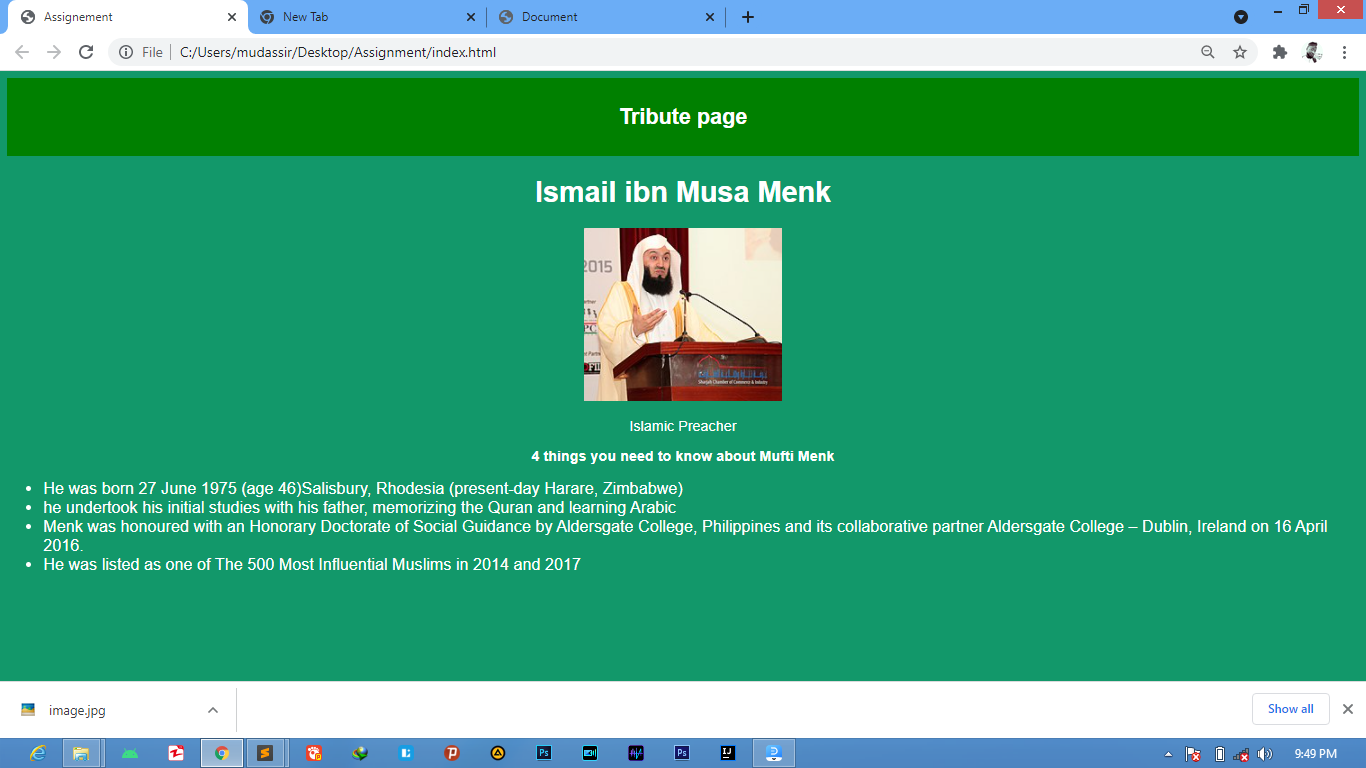 Assignement
New Tab
Document
File
C:/Users/mudassir/Desktop/Assignment/index.html
Tribute page
Ismail ibn Musa Menk
2015
Sharjah Chamber of Commerce & Industry
Islamic Preacher
4 things you need to know about Mufti Menk
He was born 27 June 1975 (age 46)Salisbury, Rhodesia (present-day Harare, Zimbabwe)
he undertook his initial studies with his father, memorizing the Quran and learning Arabic
Menk was honoured with an Honorary Doctorate of Social Guidance by Aldersgate College, Philippines and its collaborative partner Aldersgate College – Dublin, Ireland on 16 April
2016.
He was listed as one of The 500 Most Influential Muslims in 2014 and 2017
image.jpg
Show all
Ps
Ps
IJ
9:49 PM